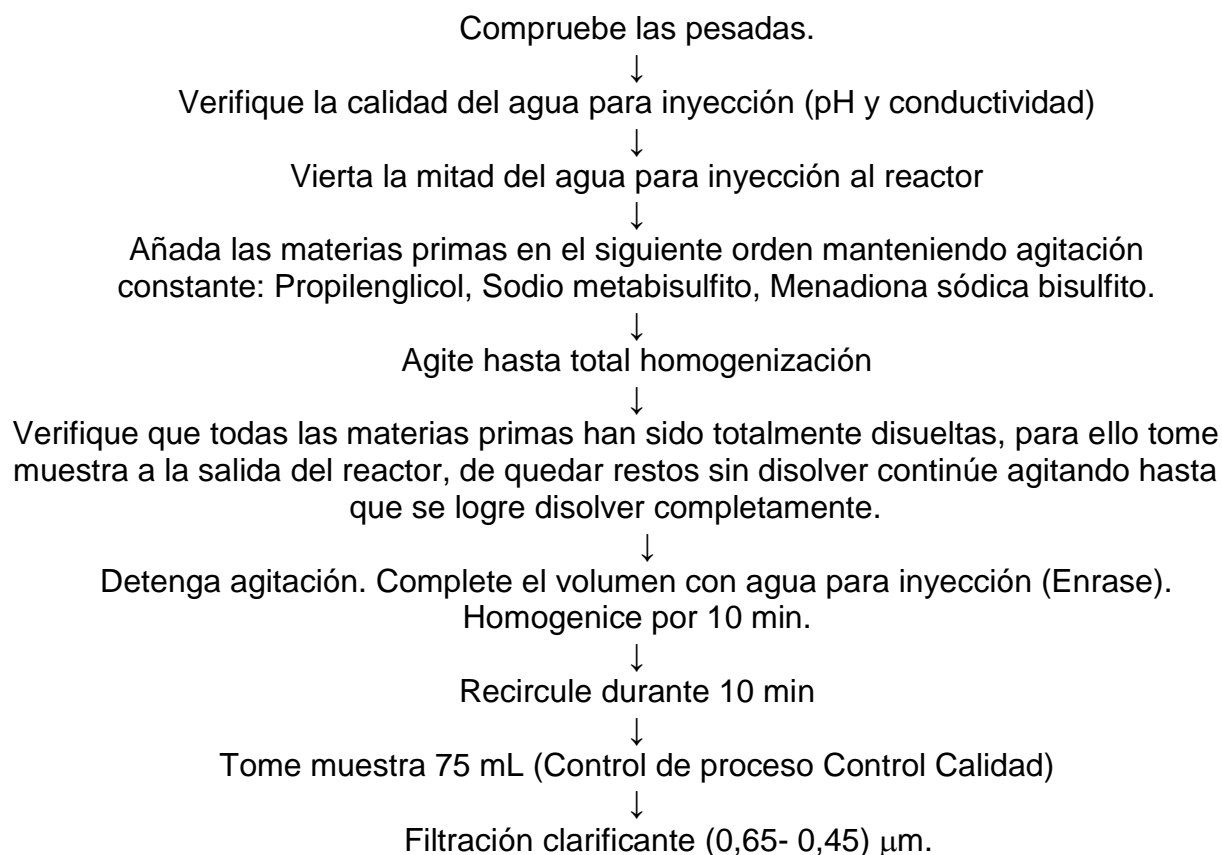 Compruebe las pesadas.
↓
Verifique la calidad del agua para inyección (pH y conductividad)
↓
Vierta la mitad del agua para inyección al reactor
↓
Añada las materias primas en el siguiente orden manteniendo agitación
constante: Propilenglicol, Sodio metabisulfito, Menadiona sódica bisulfito.
↓
Agite hasta total homogenización
↓
Verifique que todas las materias primas han sido totalmente disueltas, para ello tome
muestra a la salida del reactor, de quedar restos sin disolver continúe agitando hasta
que se logre disolver completamente.
↓
Detenga agitación. Complete el volumen con agua para inyección (Enrase).
Homogenice por 10 min.
↓
Recircule durante 10 min
↓
Tome muestra 75 mL (Control de proceso Control Calidad)
↓
Filtración clarificante (0,65- 0,45) μm.